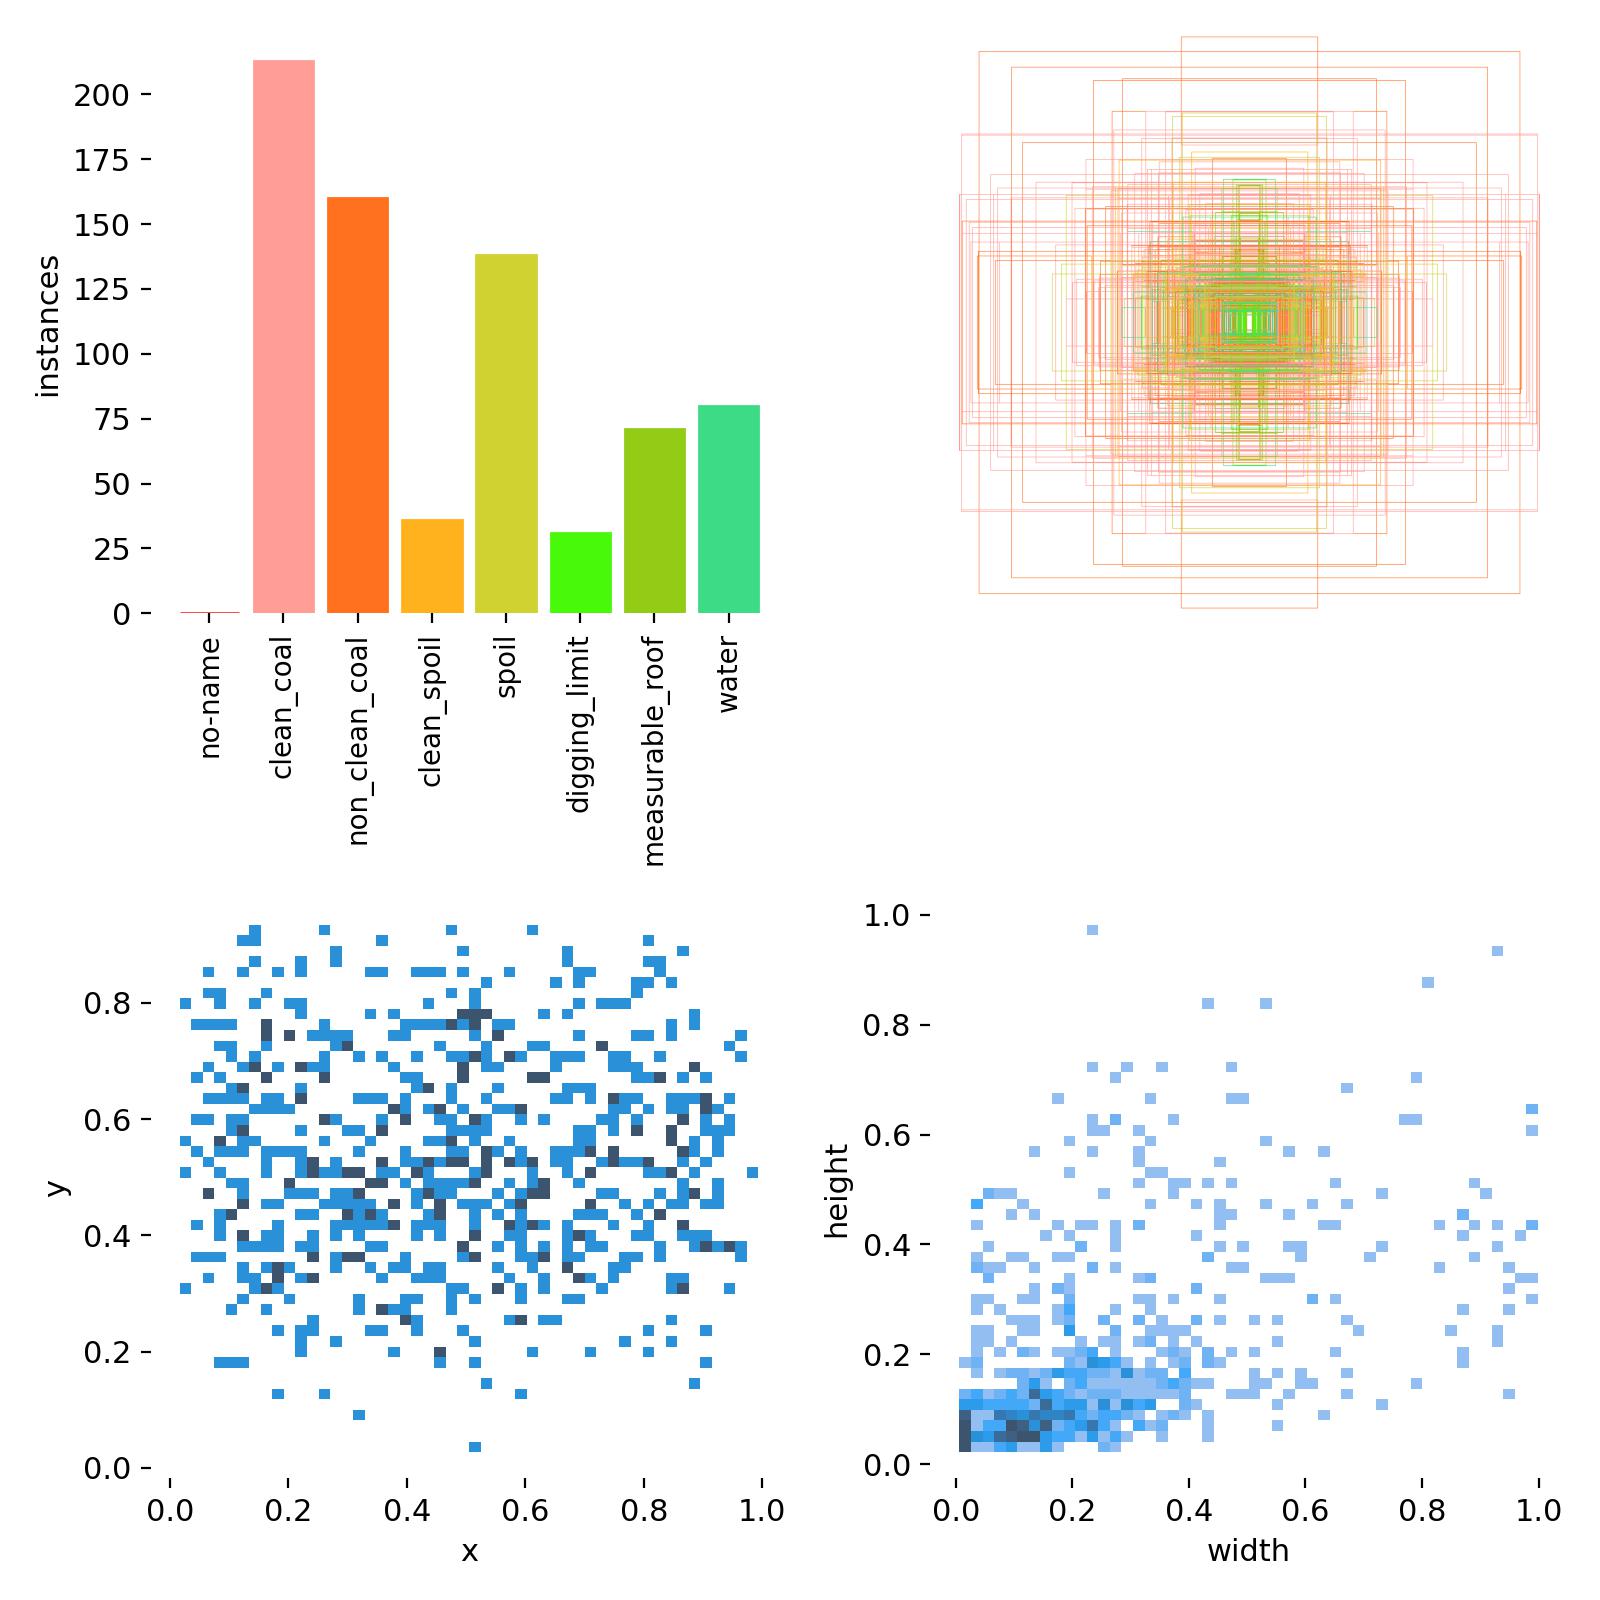 instances
200
175
150
125
100
75
50
25
0
no-name
clean_coal
non_clean_coal
clean_spoil
spoil
digging_limit
measurable_roof
water
y
0.8
0.6
0.4
0.2
0.0
0.0 0.2 0.4 0.6 0.8 1.0
x
height
1.0
0.8
0.6
0.4
0.2
0.0
0.0 0.2 0.4 0.6 0.8 1.0
width